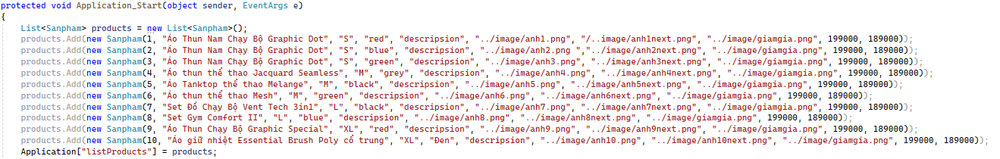 protected void Application_Start(object sender, EventArgs e)
{
List<Sanpham> products = new List<Sanpham>();
products.Add(new Sanpham(1, "Áo Thun Nam Chạy Bộ Graphic Dot", "S", "red", "descripsion", "../image/anh1.png", "/..image/anh1next.png", "../image/giamgia.png", 199000, 189000));
products.Add(new Sanpham(2, "Áo Thun Nam Chạy Bộ Graphic Dot", "S", "blue", "descripsion", "../image/anh2.png ","../image/anh2next.png", "../image/giamgia.png", 199000, 189000));
products.Add(new Sanpham(3, "Áo Thun Nam Chạy Bộ Graphic Dot", "S", "green", "descripsion", "../image/anh3.png", "../image/anh3next.png", "../image/giamgia.png", 199000, 189000));
products.Add(new Sanpham(4, "Áo thun thể thao Jacquard Seamless", "M", "grey", "descripsion", "../image/anh4.png", "../image/anh4next.png", "../image/giamgia.png", 199000, 189000));
products.Add(new Sanpham(5, "Áo Tanktop thể thao Melange", "M", "black", "descripsion", "../image/anh5.png", "../image/anh5next.png", "../image/giamgia.png", 199000, 189000));
products.Add(new Sanpham(6, "Áo thun thể thao Mesh", "M", "green", "descripsion", "../image/anh6.png", "../image/anh6next.png", "../image/giamgia.png", 199000, 189000));
products.Add(new Sanpham(7, "Set Đồ Chạy Bộ Vent Tech 3in1", "L", "black", "descripsion", "../image/anh7.png", "../image/anh7next.png", "../image/giamgia.png", 199000, 189000));
products.Add(new Sanpham(8, "Set Gym Comfort II", "L", "blue", "descripsion", "../image/anh8.png", "../image/anh8next.png", "../image/giamgia.png", 199000, 189000));
products.Add(new Sanpham(9, "Áo Thun Chạy Bộ Graphic Special", "XL", "red", "descripsion", "../image/anh9.png", "../image/anh9next.png", "../image/giamgia.png", 199000, 189000));
products.Add(new Sanpham(10, "Áo giữ nhiệt Essential Brush Poly cổ trung", "XL", "Đen", "descripsion", "../image/anh10.png", "../image/anh10next.png", "../image/giamgia.png", 199000, 189000));
Application["listProducts"] = products;